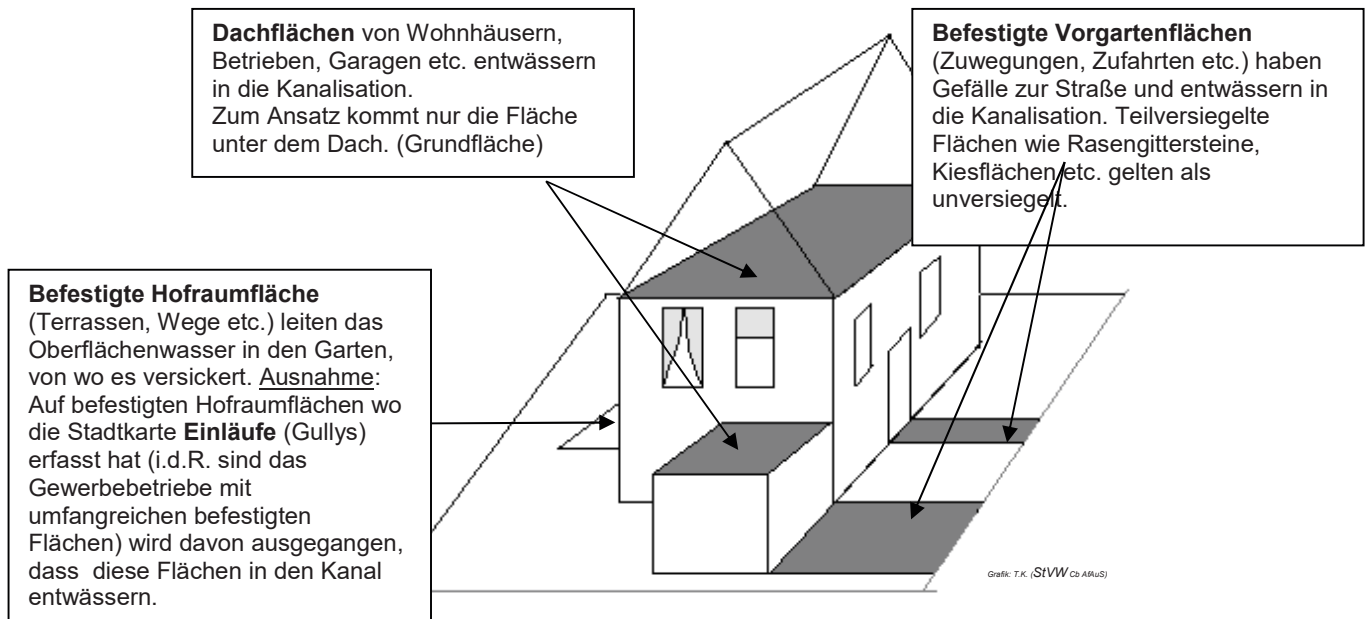 Dachflächen von Wohnhäusern,
Betrieben, Garagen etc. entwässern
in die Kanalisation.
Zum Ansatz kommt nur die Fläche
unter dem Dach. (Grundfläche)
Befestigte Vorgartenflächen
(Zuwegungen, Zufahrten etc.) haben
Gefälle zur Straße und entwässern in
die Kanalisation. Teilversiegelte
Flächen wie Rasengittersteine,
Kiesflächen etc. gelten als
unversiegelt.
Befestigte Hofraumfläche
(Terrassen, Wege etc.) leiten das
Oberflächenwasser in den Garten,
von wo es versickert. Ausnahme:
Auf befestigten Hofraumflächen wo
die Stadtkarte Einläufe (Gullys)
erfasst hat (i.d.R. sind das
Gewerbebetriebe mit
umfangreichen befestigten
Flächen) wird davon ausgegangen,
dass diese Flächen in den Kanal
entwässern.
Grafik: T.K. (StVW Cb AfAuS)